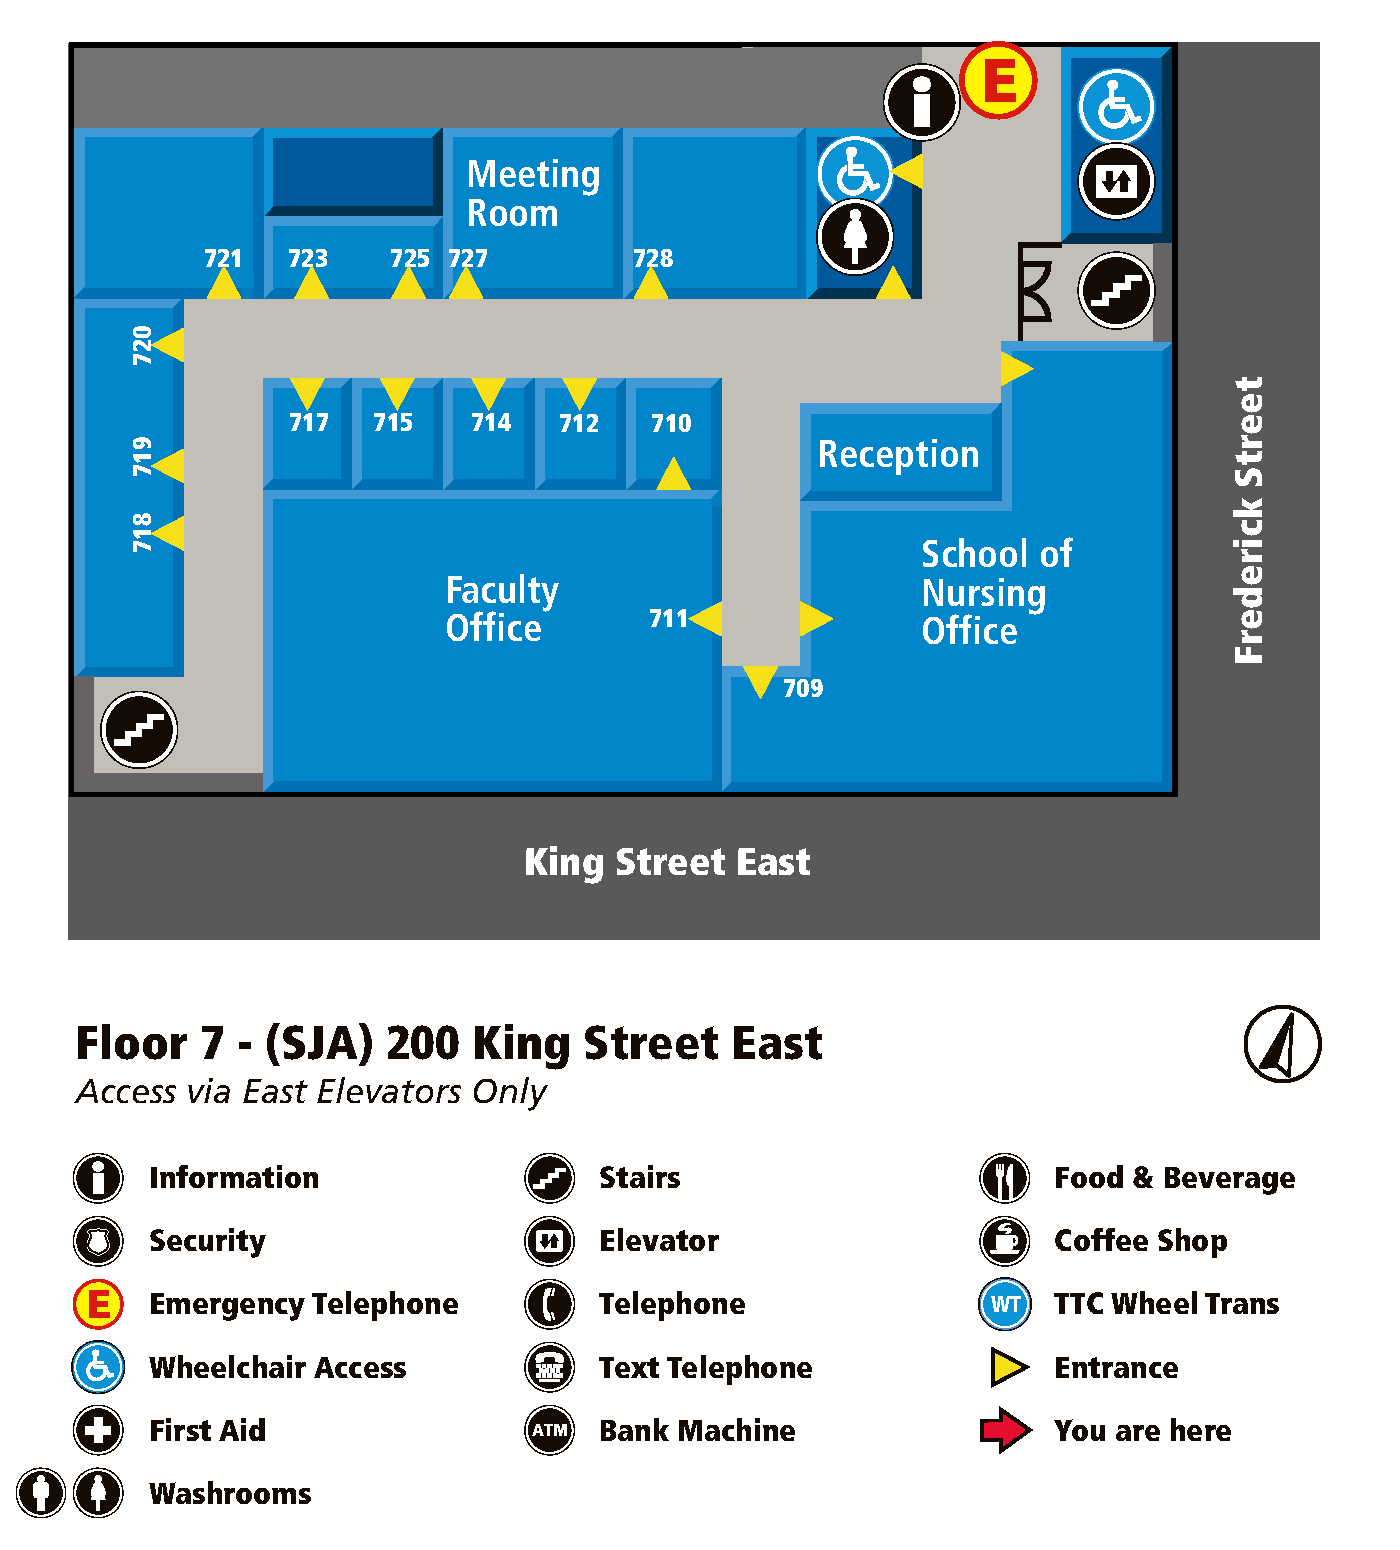 E
Meeting
Room
721
723
725
727
728
720
719
718
717
715
714
712
710
Reception
School of
Nursing
Office
Faculty
Office
711
709
Frederick Street
King Street East
Floor 7 - (SJA) 200 King Street East
Access via East Elevators Only
Information
Security
E Emergency Telephone
Wheelchair Access
First Aid
Washrooms
Stairs
Elevator
Telephone
Text Telephone
ATM Bank Machine
Food & Beverage
Coffee Shop
WT TTC Wheel Trans
Entrance
You are here